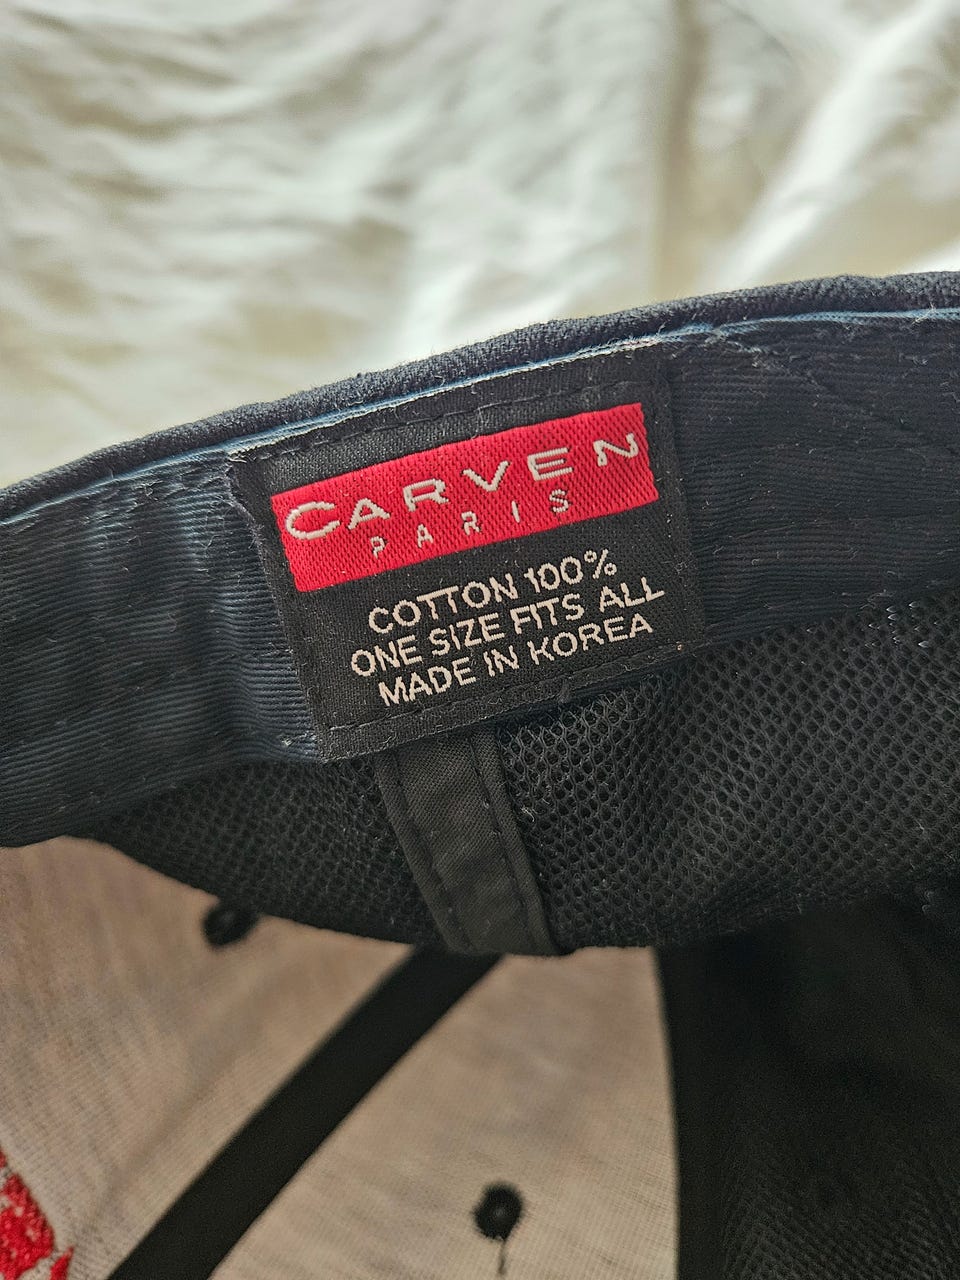 CARVEN
PARIS
COTTON 100%
ONE SIZE FITS ALL
MADE IN KOREA